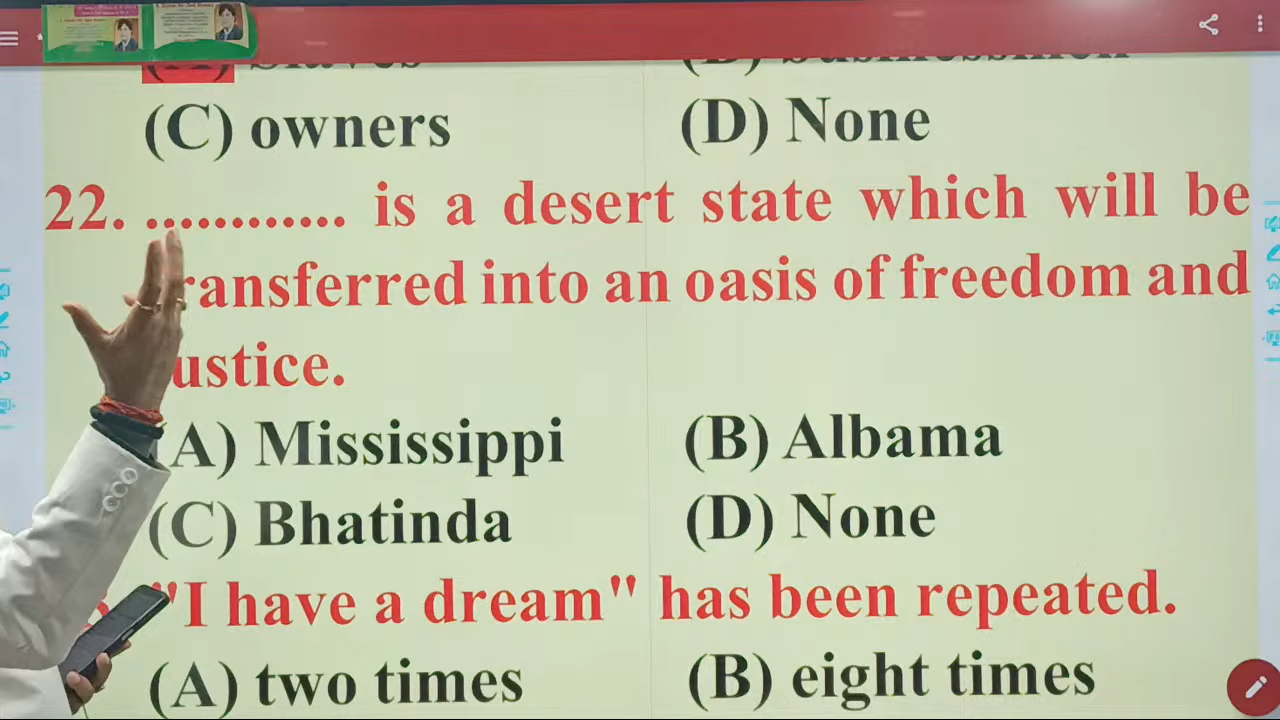 (C) owners (D) None
22. ............ is a desert state which will be
ransferred into an oasis of freedom and
ustice.
A) Mississippi (B) Albama
(C) Bhatinda (D) None
"I have a dream" has been repeated.
(A) two times (B) eight times